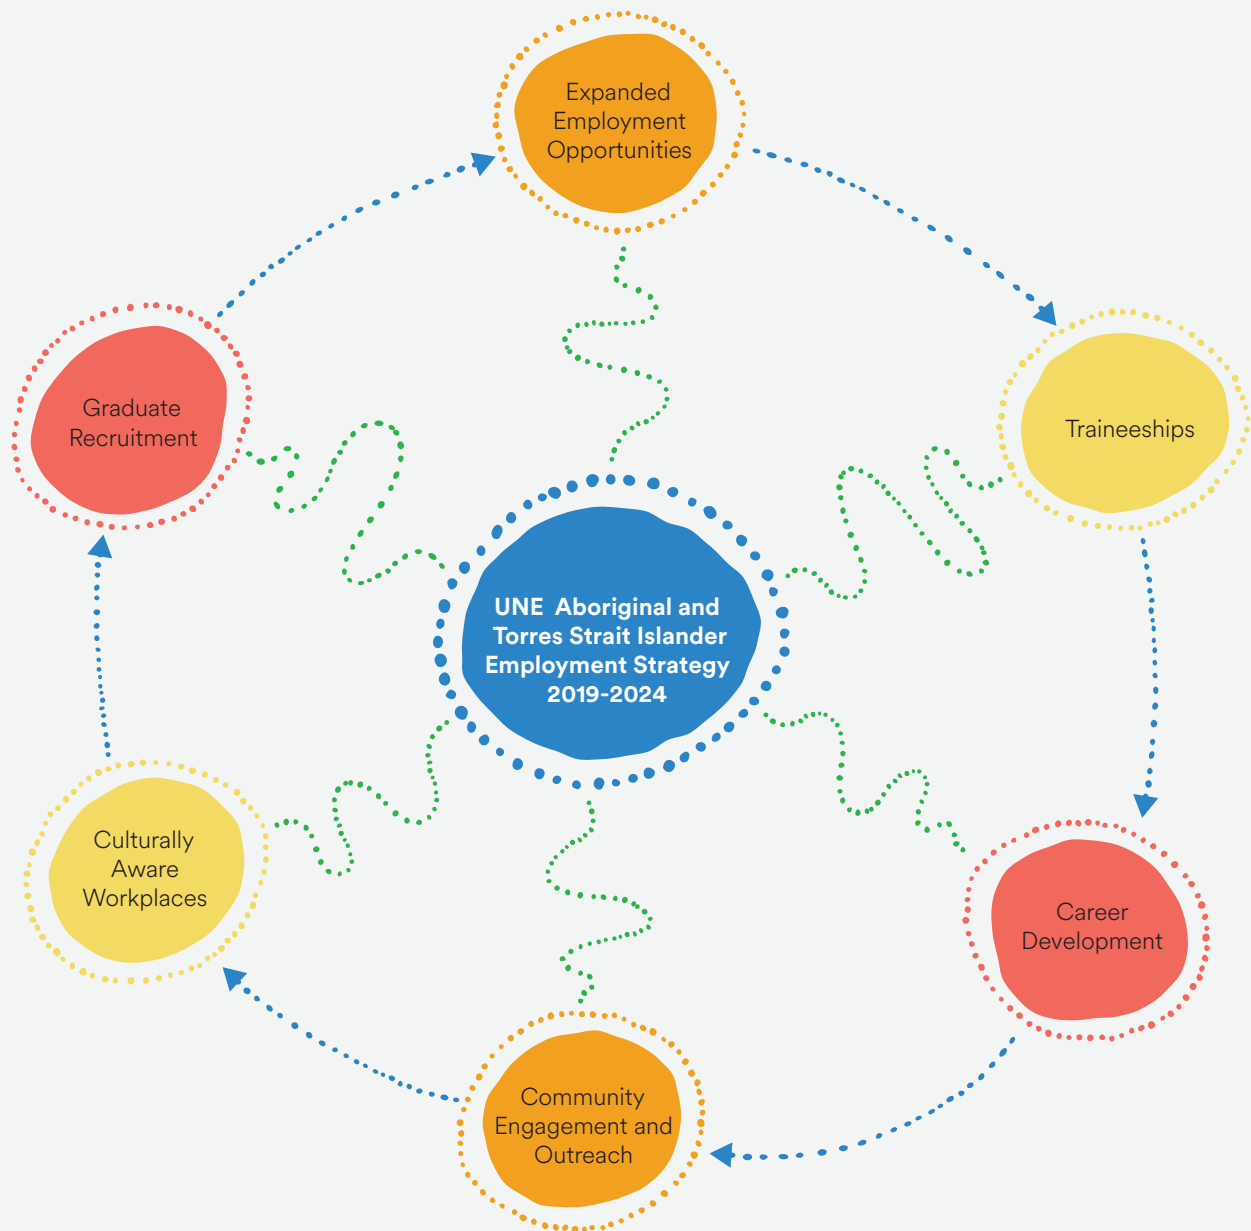 Expanded
Employment
Opportunities
Traineeships
Career
Development
Community
Engagement and
Outreach
Culturally
Aware
Workplaces
Graduate
Recruitment
UNE Aboriginal and
Torres Strait Islander
Employment Strategy
2019-2024